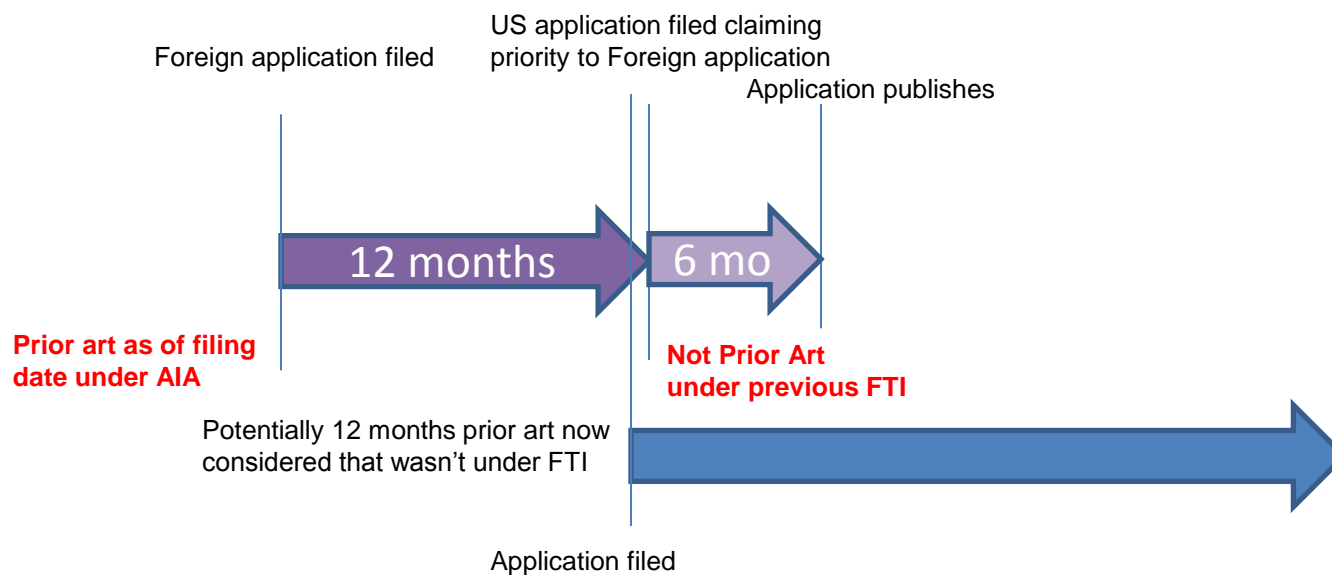 US application filed claiming
priority to Foreign application
Foreign application filed
Application publishes
12 months
6 mo
Prior art as of filing
date under AIA
Not Prior Art
under previous FTI
Potentially 12 months prior art now
considered that wasn’t under FTI
Application filed